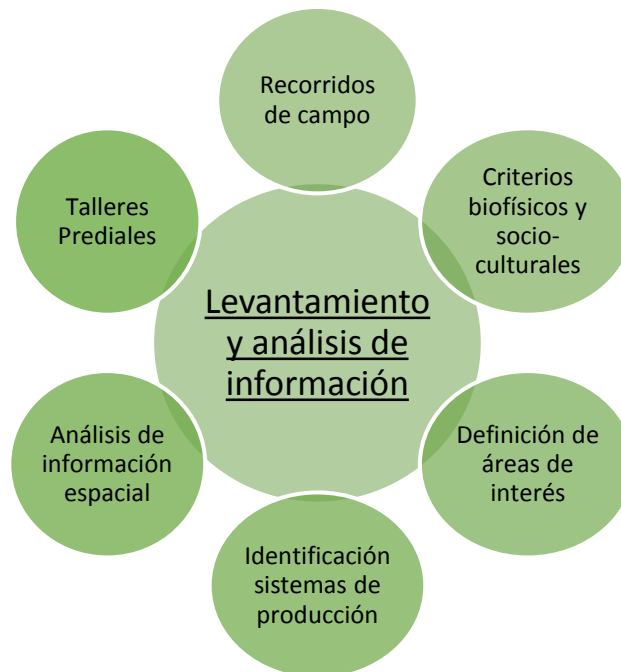 Recorridos
de campo
Criterios
biofísicos y
socio-
culturales
Definición de
áreas de
interés
Identificación
sistemas de
producción
Análisis de
información
espacial
Talleres
Prediales
Levantamiento
y análisis de
información